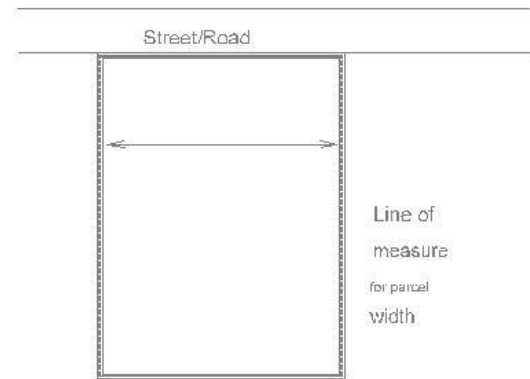 Street/Road
Line of
measure
for parcel
width